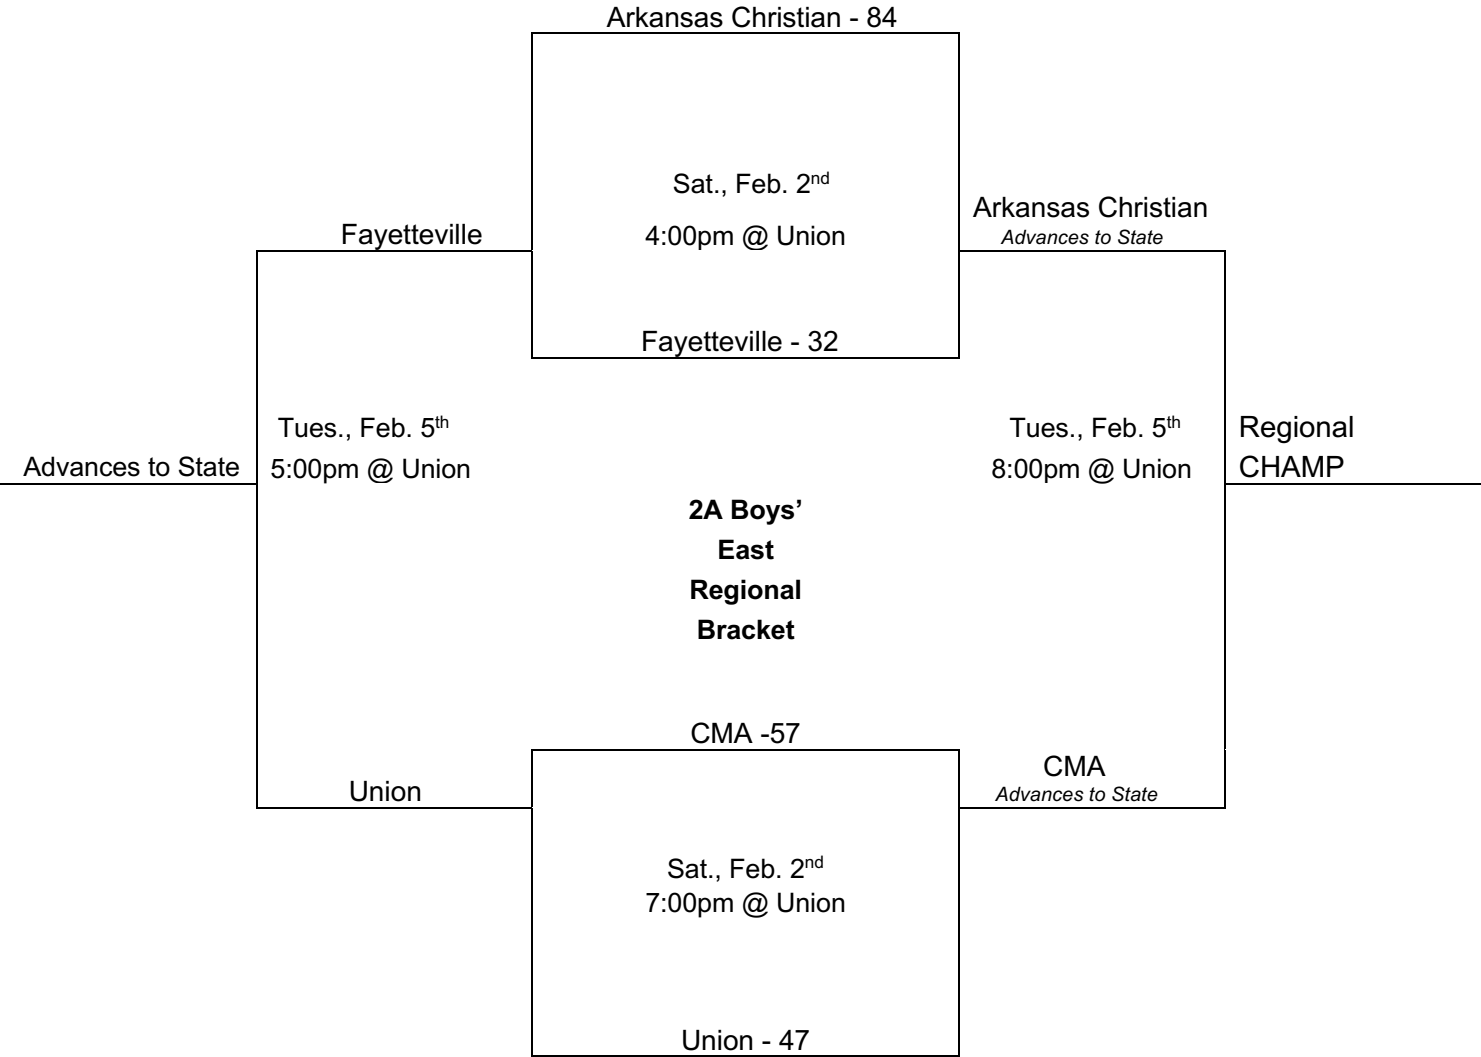 Arkansas Christian - 84
Sat., Feb. 2nd
4:00pm @ Union
Fayetteville
Arkansas Christian
Advances to State
Fayetteville - 32
Tues., Feb. 5th
5:00pm @ Union
Advances to State
Tues., Feb. 5th
8:00pm @ Union
Regional
CHAMP
2A Boys’
East
Regional
Bracket
CMA -57
Union
CMA
Advances to State
Sat., Feb. 2nd
7:00pm @ Union
Union - 47